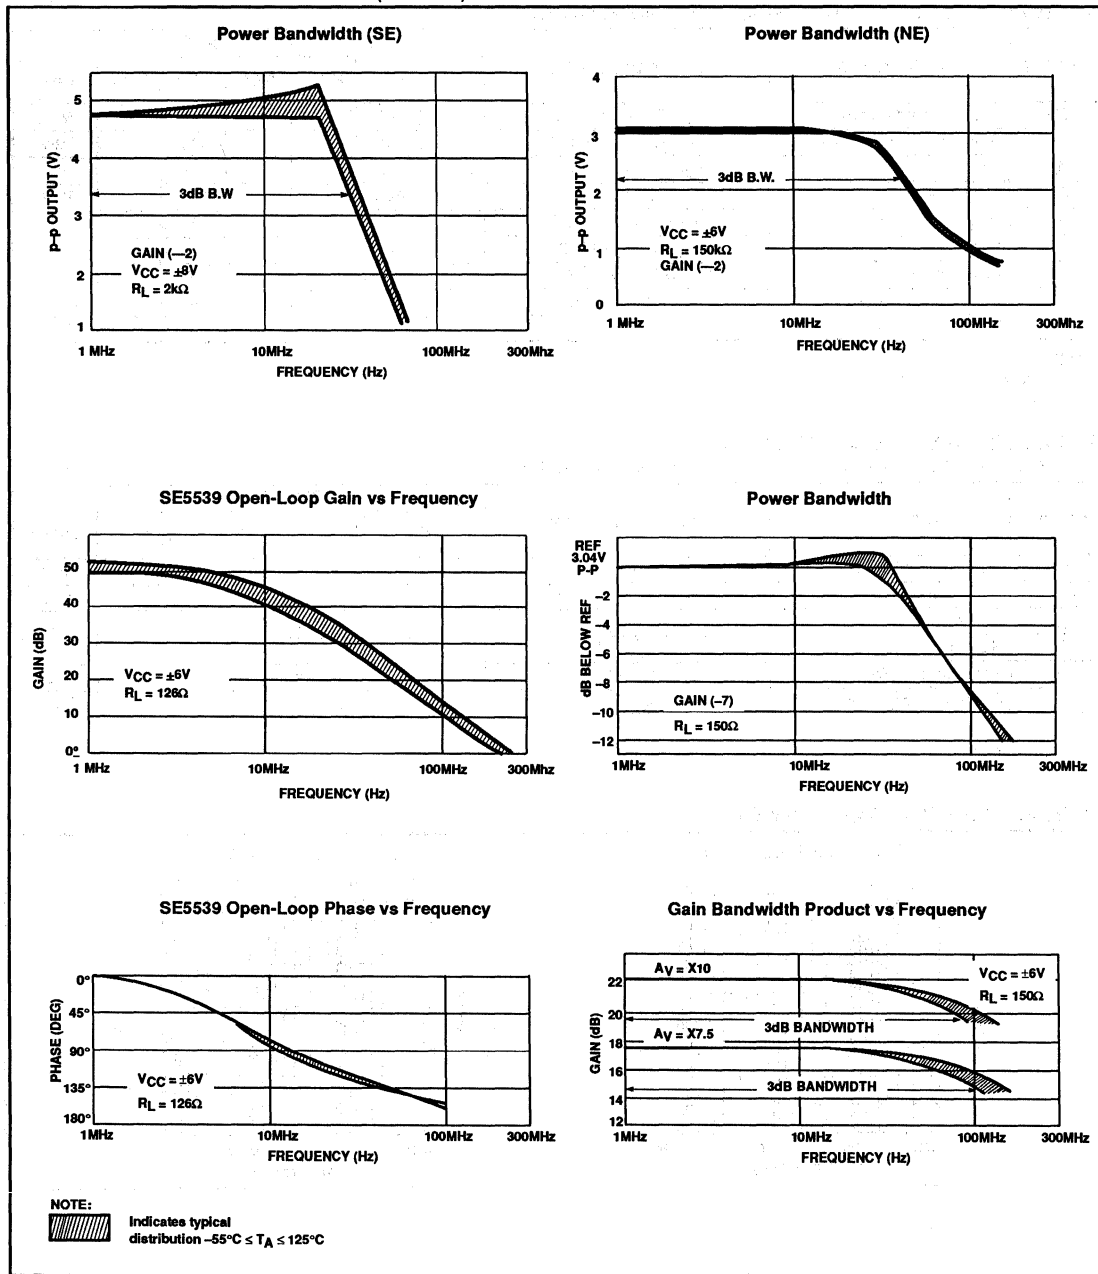 Power Bandwidth (SE)
5
4
3
2
1
p–p OUTPUT (V)
3dB B.W
GAIN (—2)
VCC = ±8V
RL = 2kΩ
1 MHz 10MHz 100MHz 300Mhz
FREQUENCY (Hz)
Power Bandwidth (NE)
4
3
2
1
0
p–p OUTPUT (V)
3dB B.W.
VCC = ±6V
RL = 150kΩ
GAIN (—2)
1 MHz 10MHz 100MHz 300Mhz
FREQUENCY (Hz)
SE5539 Open-Loop Gain vs Frequency
50
40
30
20
10
0°
GAIN (dB)
VCC = ±6V
RL = 126Ω
1 MHz 10MHz 100MHz 300Mhz
FREQUENCY (Hz)
Power Bandwidth
REF
3.04V
P-P
–2
–4
–6
–8
–10
–12
dB BELOW REF
GAIN (–7)
RL = 150Ω
1MHz 10MHz 100MHz 300MHz
FREQUENCY (Hz)
SE5539 Open-Loop Phase vs Frequency
0°
45°
90°
135°
180°
PHASE (DEG)
VCC = ±6V
RL = 126Ω
1MHz 10MHz 100MHz 300MHz
FREQUENCY (Hz)
Gain Bandwidth Product vs Frequency
22
20
18
16
14
12
GAIN (dB)
AV = X10
VCC = ±6V
RL = 150Ω
3dB BANDWIDTH
AV = X7.5
3dB BANDWIDTH
1MHz 10MHz 100MHz 300MHz
FREQUENCY (Hz)
NOTE:
Indicates typical
distribution –55°C ≤ TA ≤ 125°C